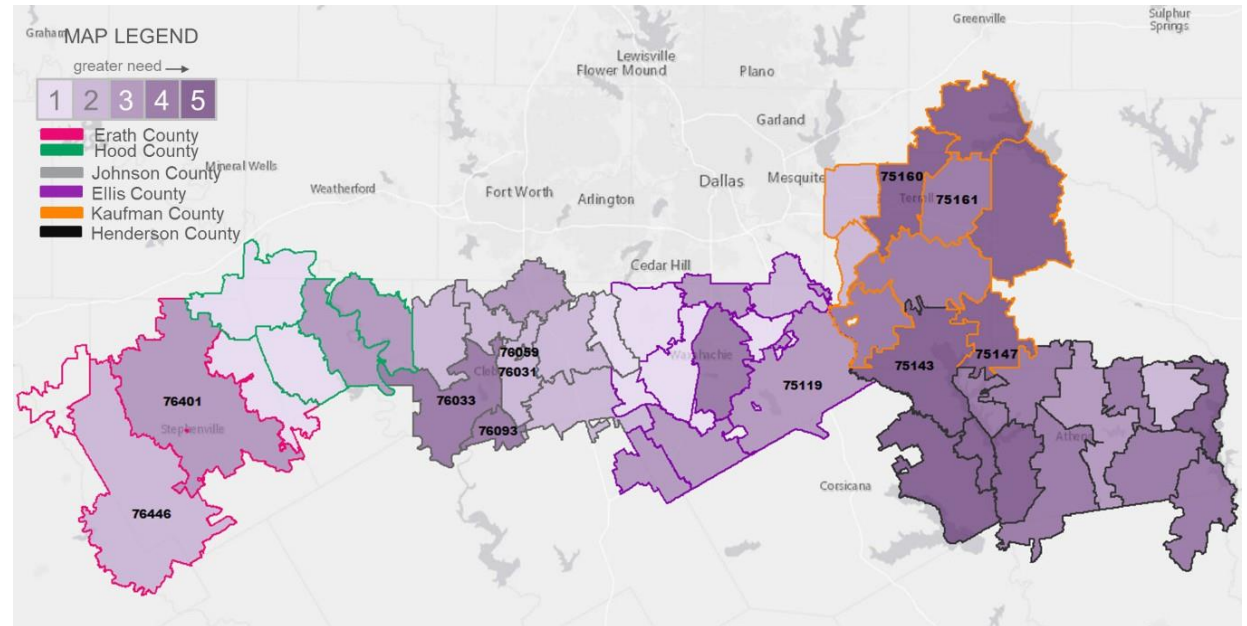 Greenville
Sulphur
Springs
Graham
MAP LEGEND
greater need
1 2 3 4 5
Erath County
Hood County
Johnson County
Ellis County
Kaufman County
Henderson County
Lewisville
Flower Mound
Plano
Garland
Mineral Wells
Weatherford
Fort Worth
Arlington
Dallas
Mesquite
75160
75161
Cedar Hill
76059
76031
75119
75143
75147
76401
76033
76093
Stephenville
Waxahachie
Corsicana
76446